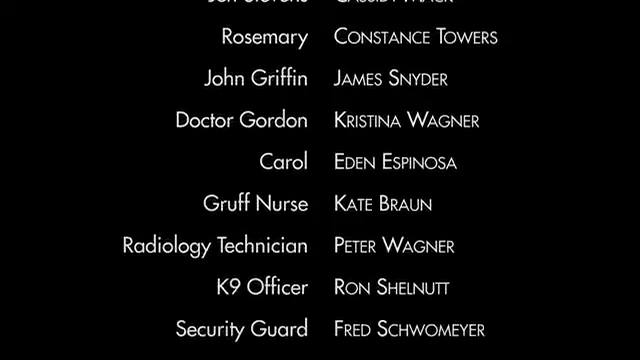 Rosemary CONSTANCE TOWERS
John Griffin JAMES SNYDER
Doctor Gordon KRISTINA WAGNER
Carol EDEN ESPINOSA
Gruff Nurse KATE BRAUN
Radiology Technician PETER WAGNER
K9 Officer RON SHELNUTT
Security Guard FRED SCHWOMEYER